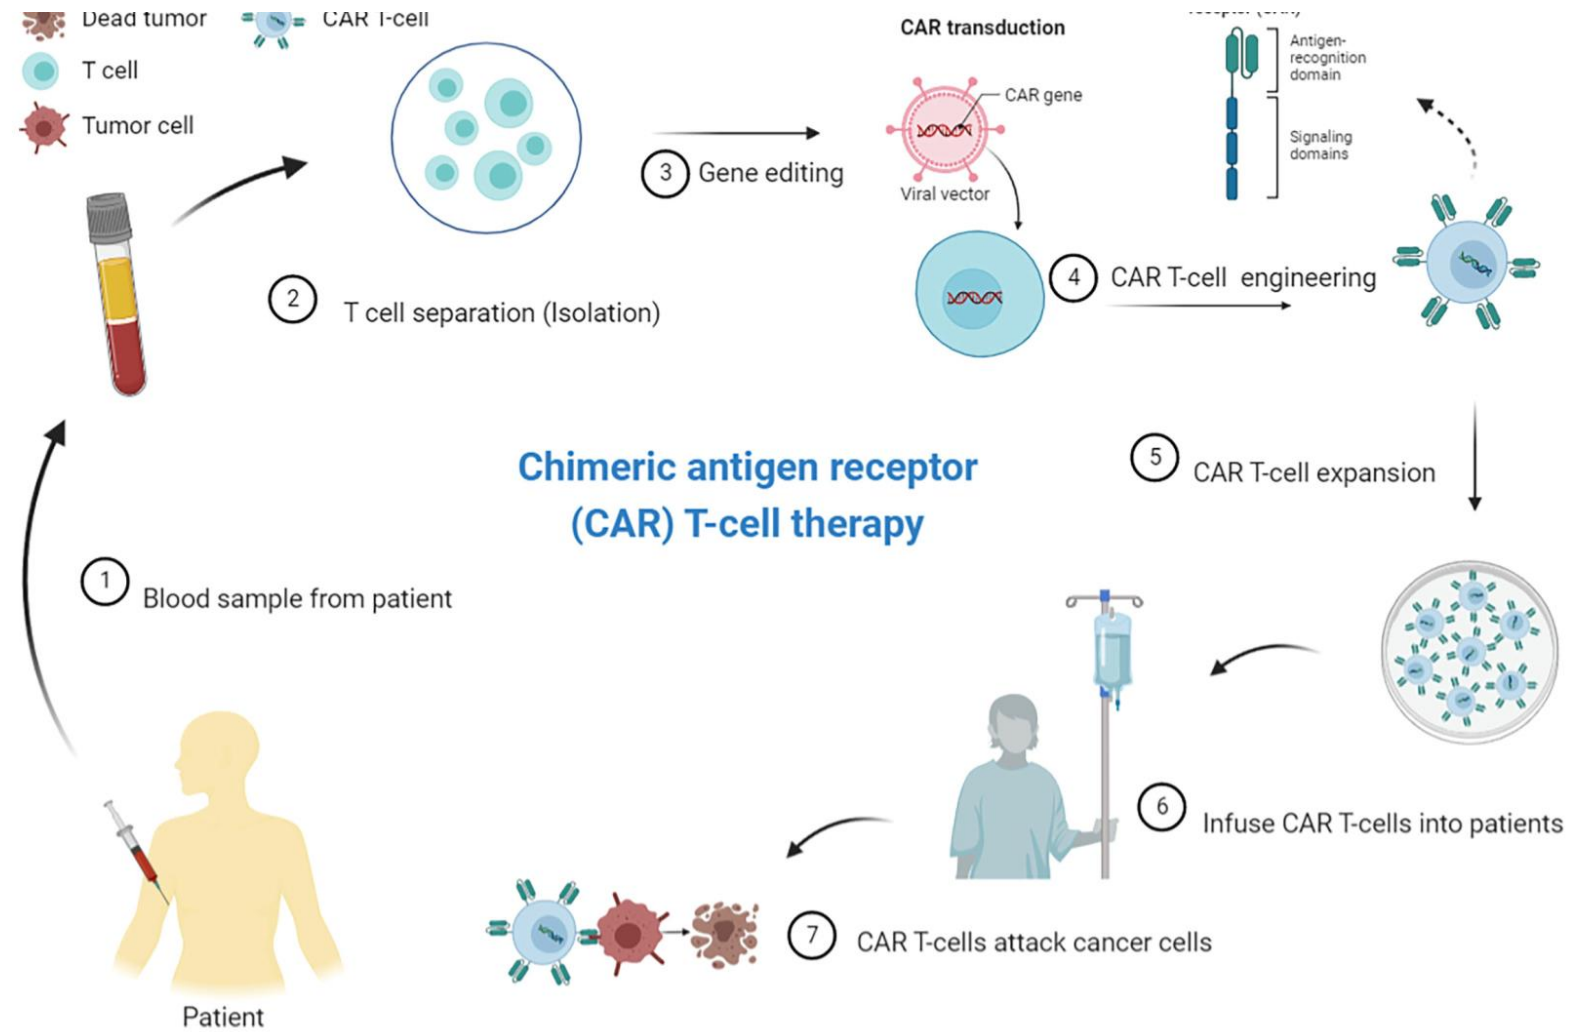 Dead tumor
CAR T-cell
T cell
Tumor cell
CAR transduction
CAR gene
Viral vector
receptor (CAR)
Antigen-
recognition
domain
Signaling
domains
3 Gene editing
2 T cell separation (Isolation)
4 CAR T-cell engineering
Chimeric antigen receptor
(CAR) T-cell therapy
5 CAR T-cell expansion
1 Blood sample from patient
6 Infuse CAR T-cells into patients
7 CAR T-cells attack cancer cells
Patient